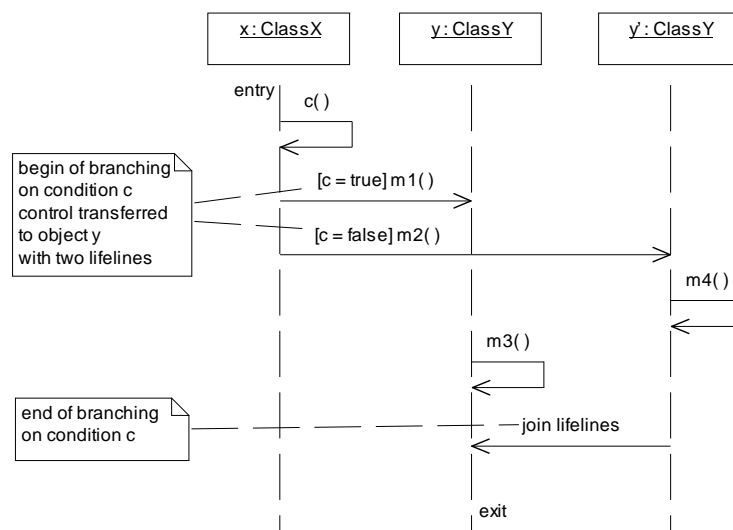 x : ClassX
y : ClassY
y' : ClassY
entry
c( )
begin of branching
on condition c
control transferred
to object y
with two lifelines
[c = true] m1( )
[c = false] m2( )
m4( )
m3( )
end of branching
on condition c
join lifelines
exit